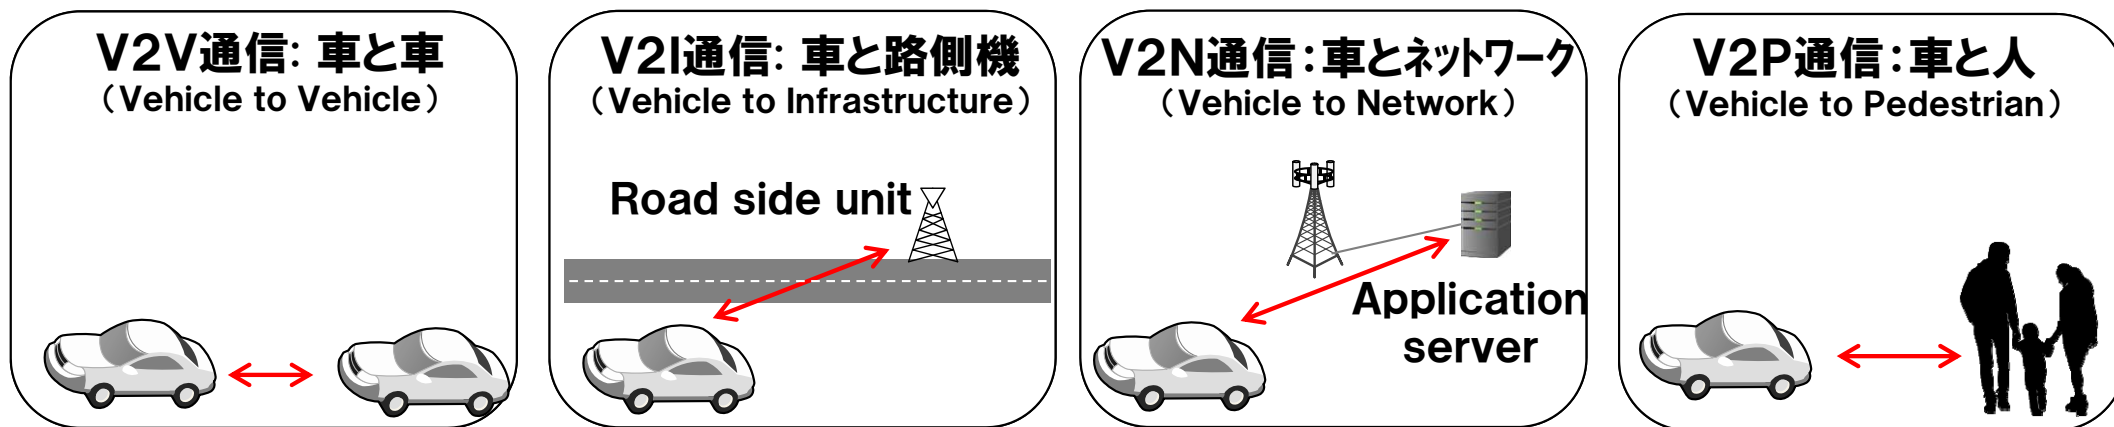 V2V通信: 車と車
（Vehicle to Vehicle）
V2I通信: 車と路側機
（Vehicle to Infrastructure）
Road side unit
V2N通信：車とネットワーク
（Vehicle to Network）
Application
server
V2P通信：車と人
（Vehicle to Pedestrian）